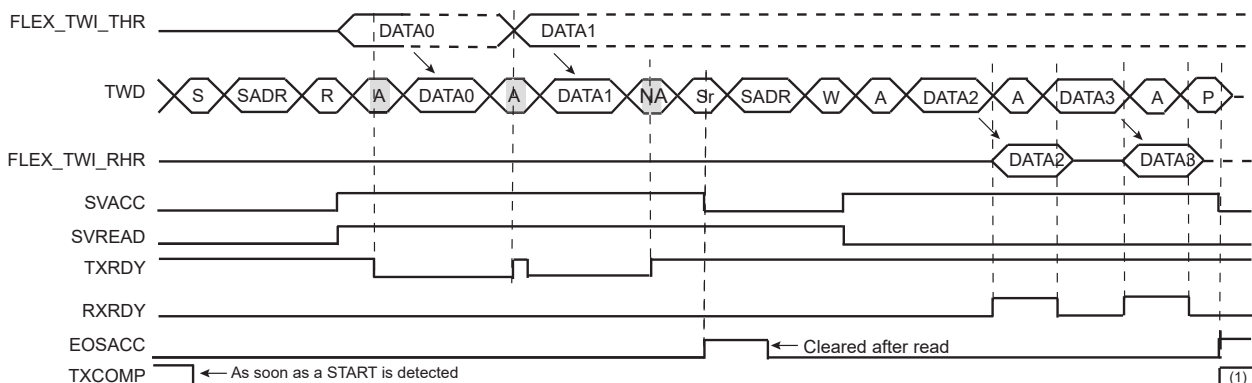 FLEX_TWI_THR DATA0 DATA1
TWD S SADR R A DATA0 A DATA1 NA Sr SADR W A DATA2 A DATA3 A P
FLEX_TWI_RHR DATA2 DATA3
SVACC
SVREAD
TXRDY
RXRDY
EOSACC Cleared after read
TXCOMP As soon as a START is detected (1)